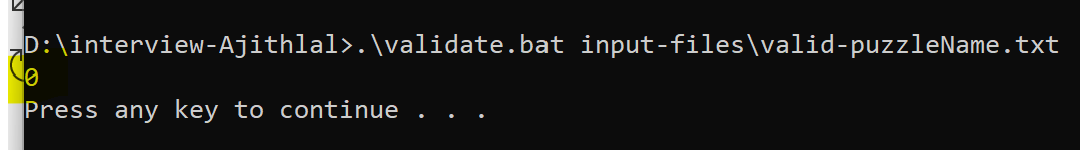 D:\interview-Ajithlal>.\validate.bat input-files\valid-puzzleName.txt
0
Press any key to continue . . .